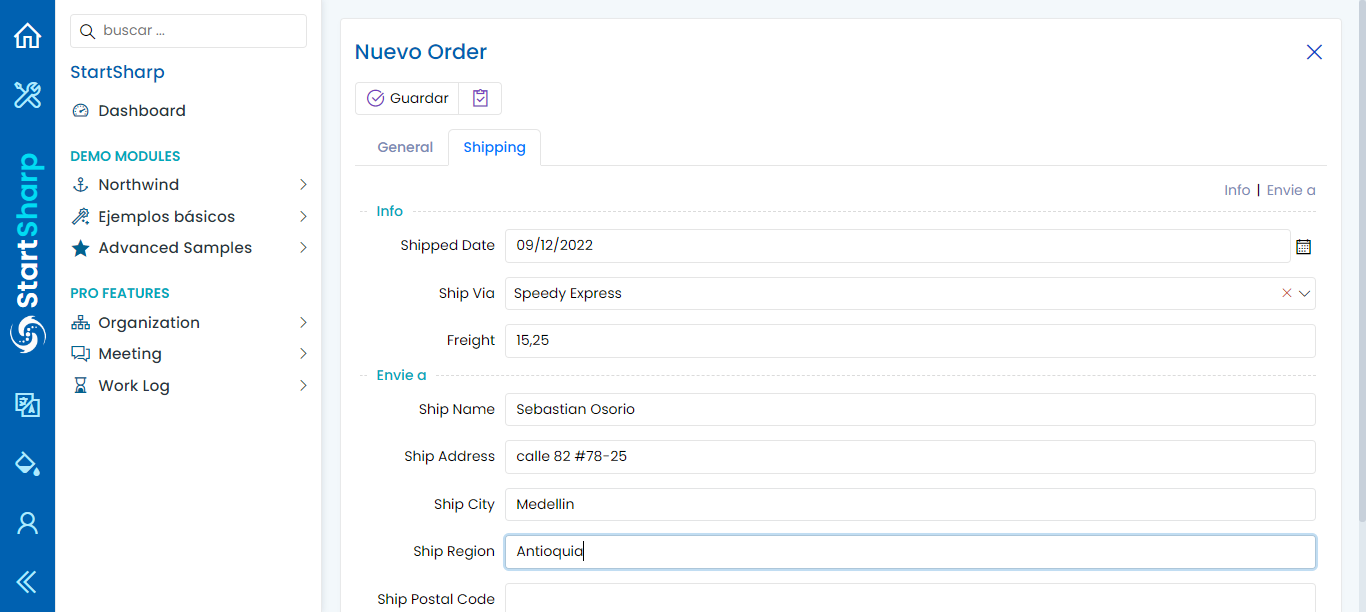 StartSharp
buscar ...
StartSharp
Dashboard
DEMO MODULES
Northwind
Ejemplos básicos
Advanced Samples
PRO FEATURES
Organization
Meeting
Work Log
Nuevo Order
Guardar
General
Shipping
Info | Envie a
Info
Shipped Date 09/12/2022
Ship Via Speedy Express
Freight 15,25
Envie a
Ship Name Sebastian Osorio
Ship Address calle 82 #78-25
Ship City Medellin
Ship Region Antioquia
Ship Postal Code